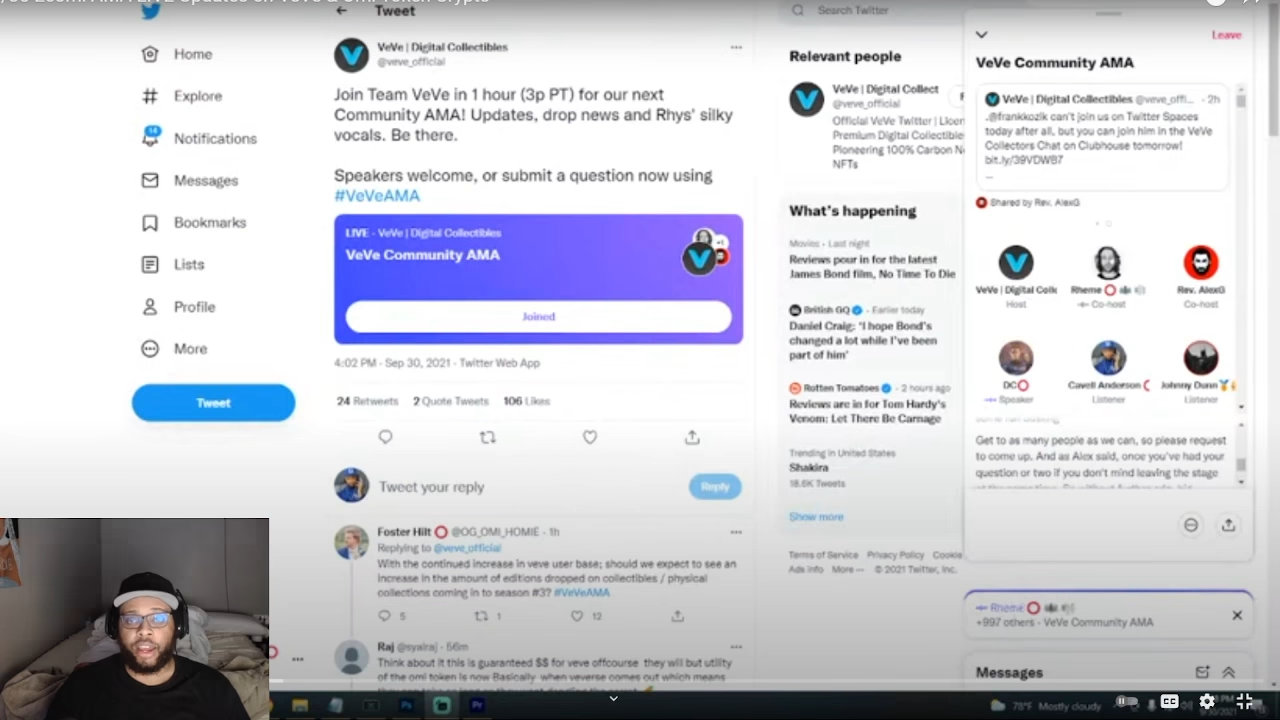 Tweet
Search Twitter
Home
Explore
Notifications
Messages
Bookmarks
Lists
Profile
More
Tweet
VeVe | Digital Collectibles
@veve_official
Join Team VeVe in 1 hour (3p PT) for our next
Community AMA! Updates, drop news and Rhys' silky
vocals. Be there.
Speakers welcome, or submit a question now using
#VeVeAMA
LIVE · VeVe | Digital Collectibles
VeVe Community AMA
+1
Joined
4:02 PM · Sep 30, 2021 · Twitter Web App
24 Retweets 2 Quote Tweets 106 Likes
Tweet your reply
Reply
Foster Hilt @OG_OMI_HOMIE · 1h
Replying to @veve_official
With the continued increase in veve user base; should we expect to see an
increase in the amount of editions dropped on collectibles / physical
collections coming in to season #3? #VeVeAMA
5 1 12
Raj @syalraj · 56m
Think about it this is guaranteed $$ for veve offcourse they will but utility
of the omi token is now Basically when veverse comes out which means
Relevant people
VeVe | Digital Collect
@veve_official
Official VeVe Twitter | Licen
Premium Digital Collectible
Pioneering 100% Carbon N
NFTs
What's happening
Movies · Last night
Reviews pour in for the latest
James Bond film, No Time To Die
British GQ · Earlier today
Daniel Craig: 'I hope Bond's
changed a lot while I've been
part of him'
Rotten Tomatoes · 2 hours ago
Reviews are in for Tom Hardy's
Venom: Let There Be Carnage
Trending in United States
Shakira
18.6K Tweets
Show more
Terms of Service Privacy Policy Cookie
Ads info More ··· © 2021 Twitter, Inc.
Leave
VeVe Community AMA
VeVe | Digital Collectibles @veve_offi... · 2h
.@frankkozik can't join us on Twitter Spaces
today after all, but you can join him in the VeVe
Collectors Chat on Clubhouse tomorrow!
bit.ly/39VDWB7
...
Shared by Rev. AlexG
VeVe | Digital Colle
Host
Rheme
Co-host
Rev. AlexG
Co-host
DC
Speaker
Cavell Anderson
Listener
Johnny Dunn
Listener
Get to as many people as we can, so please request
to come up. And as Alex said, once you've had your
question or two if you don't mind leaving the stage
Rheme
+997 others · VeVe Community AMA
Messages
78°F Mostly cloudy
CC